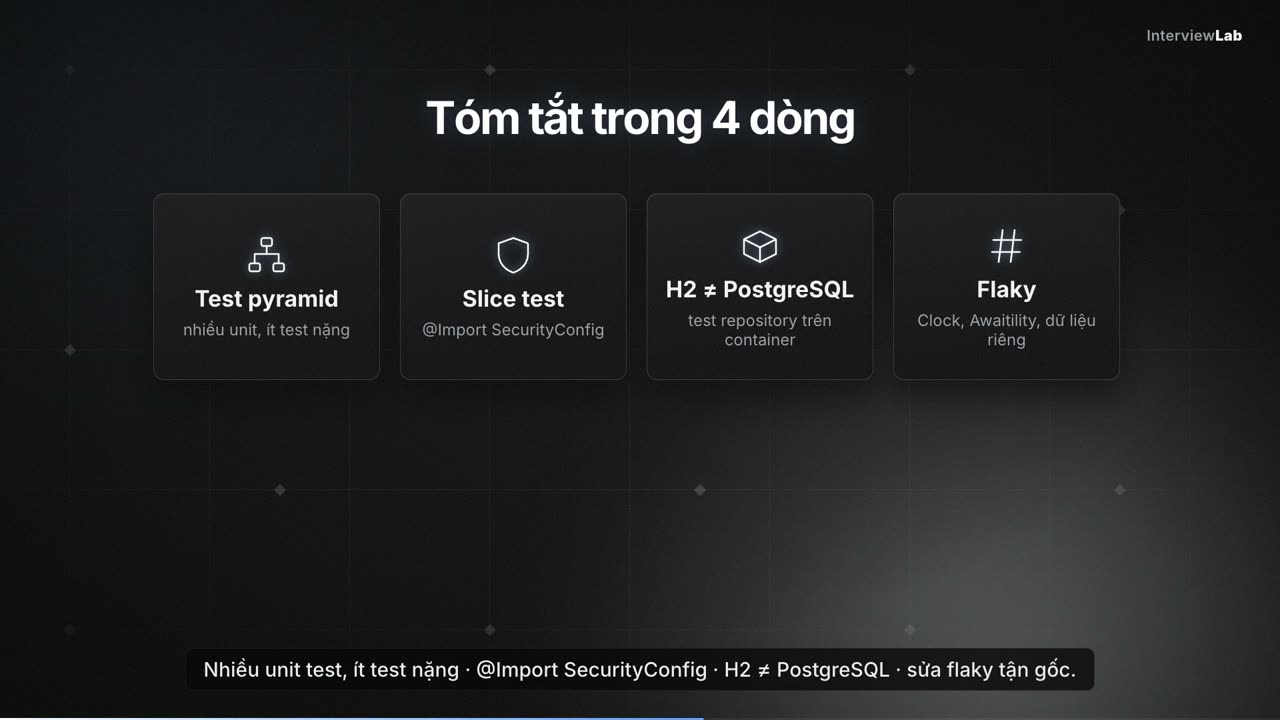 InterviewLab
Tóm tắt trong 4 dòng
Test pyramid
nhiều unit, ít test nặng
Slice test
@Import SecurityConfig
H2 ≠ PostgreSQL
test repository trên
container
Flaky
Clock, Awaitility, dữ liệu
riêng
Nhiều unit test, ít test nặng · @Import SecurityConfig · H2 ≠ PostgreSQL · sửa flaky tận gốc.